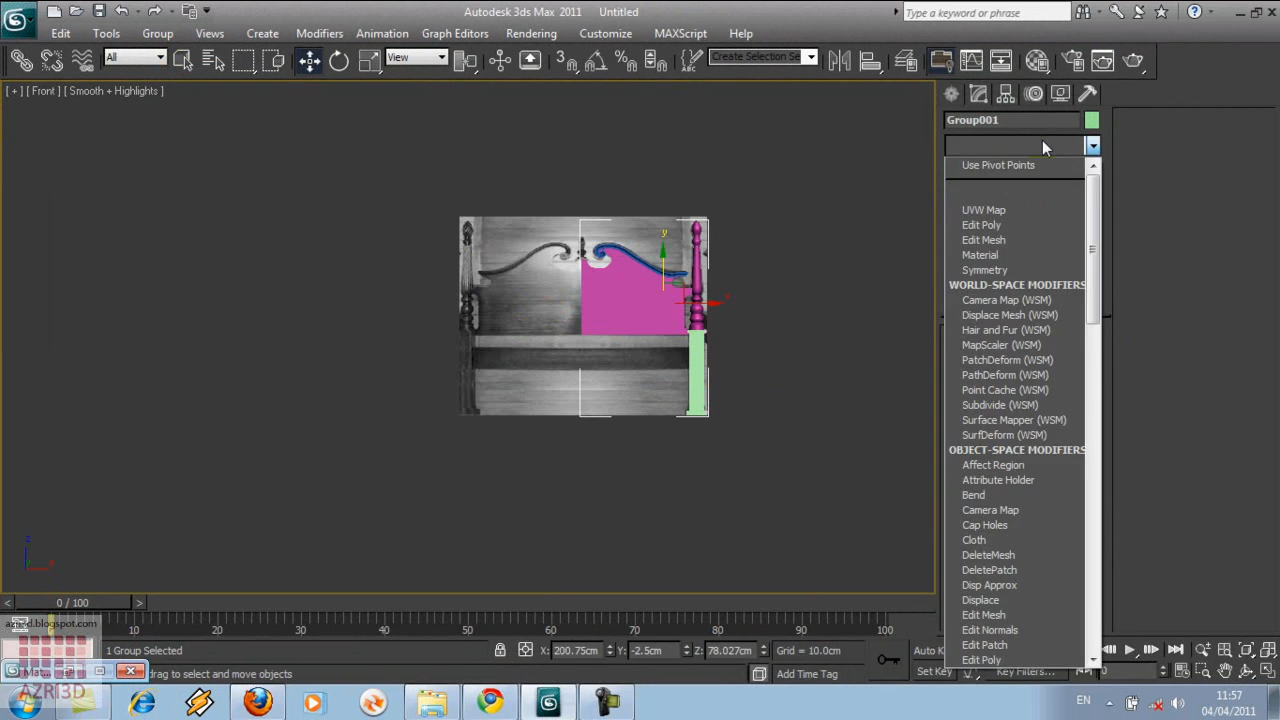 Autodesk 3ds Max 2011 Untitled
Type a keyword or phrase
Edit Tools Group Views Create Modifiers Animation Graph Editors Rendering Customize MAXScript Help
All View Create Selection Se
[ + ] [ Front ] [ Smooth + Highlights ]
Group001
Use Pivot Points
UVW Map
Edit Poly
Edit Mesh
Material
Symmetry
WORLD-SPACE MODIFIERS
Camera Map (WSM)
Displace Mesh (WSM)
Hair and Fur (WSM)
MapScaler (WSM)
PatchDeform (WSM)
PathDeform (WSM)
Point Cache (WSM)
Subdivide (WSM)
Surface Mapper (WSM)
SurfDeform (WSM)
OBJECT-SPACE MODIFIERS
Affect Region
Attribute Holder
Bend
Camera Map
Cap Holes
Cloth
DeleteMesh
DeletePatch
Disp Approx
Displace
Edit Mesh
Edit Normals
Edit Patch
Edit Poly
y
z
x
0 / 100
10 20 30 40 50 60 70 80 90 100
azri3d.blogspot.com
1 Group Selected X: 200.75cm Y: -2.5cm Z: 78.027cm Grid = 10.0cm Auto K
Mat...
drag to select and move objects Add Time Tag Set Key Key Filters... 0
AZRI3D
EN 11:57
04/04/2011